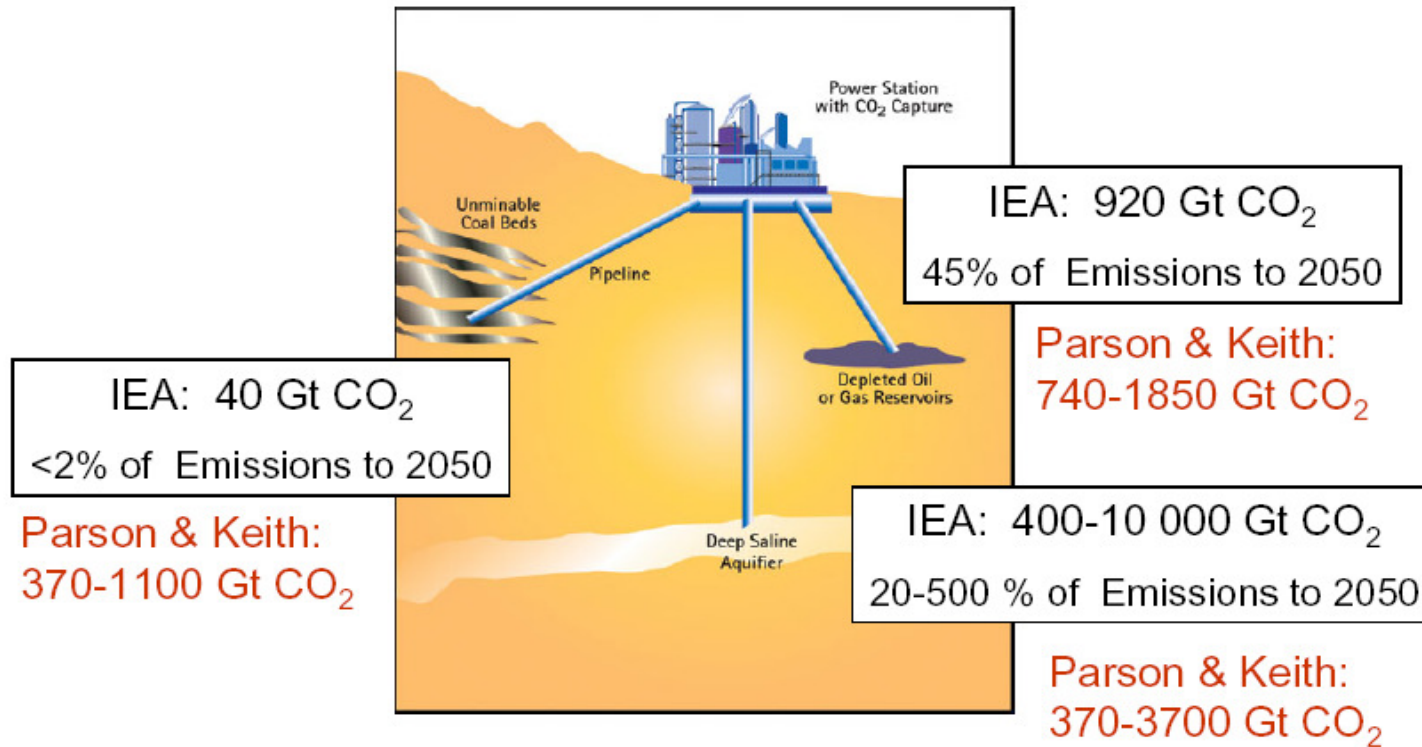 Power Station
with CO₂ Capture
Unminable
Coal Beds
Pipeline
IEA: 920 Gt CO₂
45% of Emissions to 2050
Parson & Keith:
740-1850 Gt CO₂
Depleted Oil
or Gas Reservoirs
IEA: 40 Gt CO₂
<2% of Emissions to 2050
Parson & Keith:
370-1100 Gt CO₂
Deep Saline
Aquifier
IEA: 400-10 000 Gt CO₂
20-500 % of Emissions to 2050
Parson & Keith:
370-3700 Gt CO₂